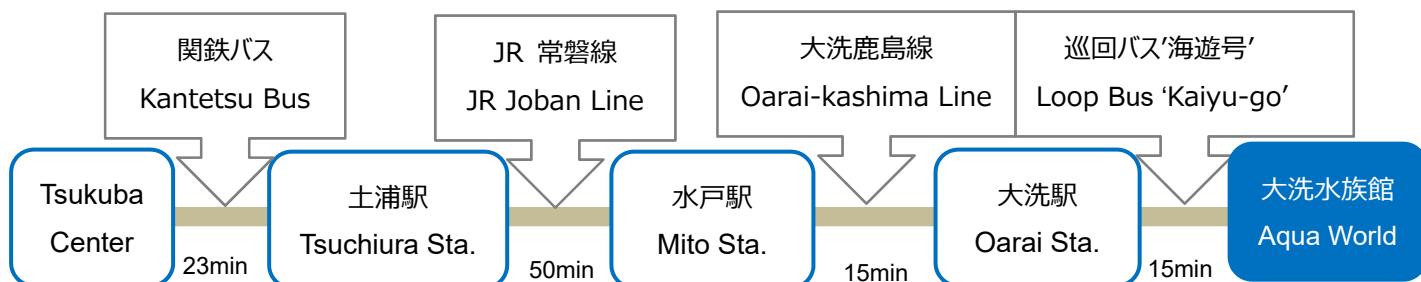 関鉄バス
Kantetsu Bus
JR 常磐線
JR Joban Line
大洗鹿島線
Oarai-kashima Line
巡回バス’海遊号’
Loop Bus ‘Kaiyu-go’
Tsukuba
Center
23min
土浦駅
Tsuchiura Sta.
50min
水戸駅
Mito Sta.
15min
大洗駅
Oarai Sta.
15min
大洗水族館
Aqua World